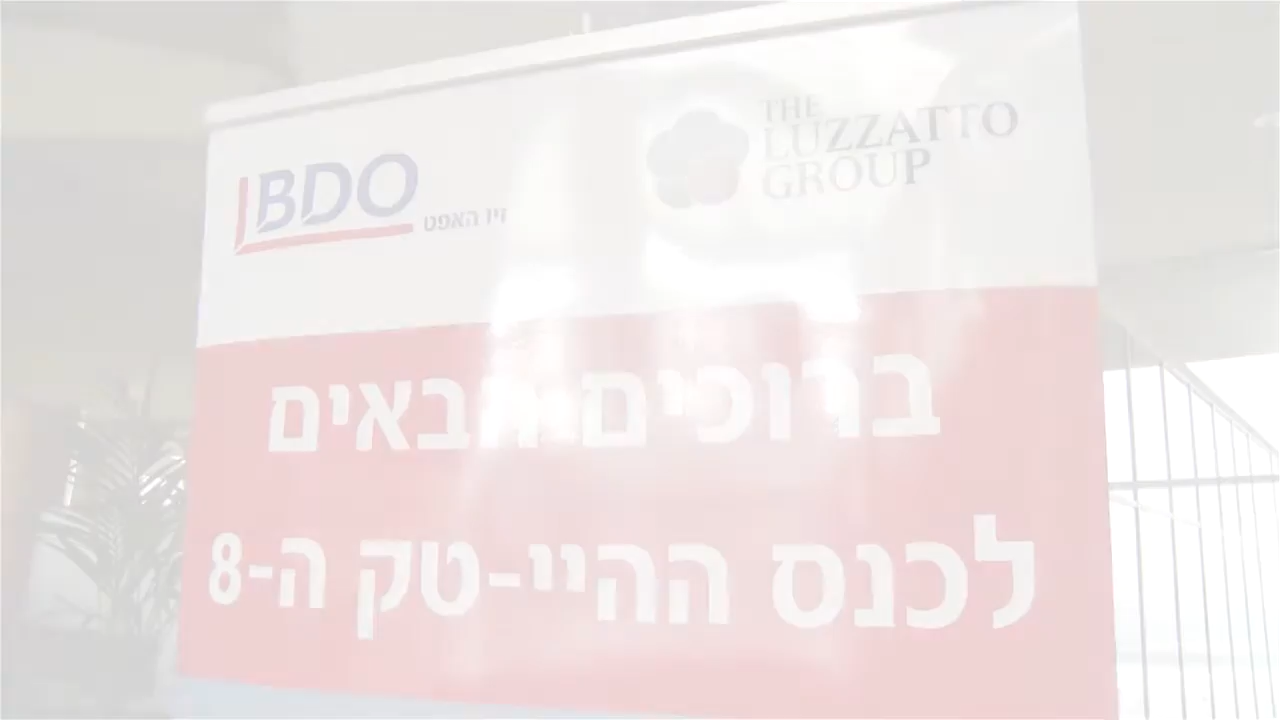 BDO
זיו האפט
THE
LUZZATTO
GROUP
ברוכים הבאים
לכנס ההיי-טק ה-8